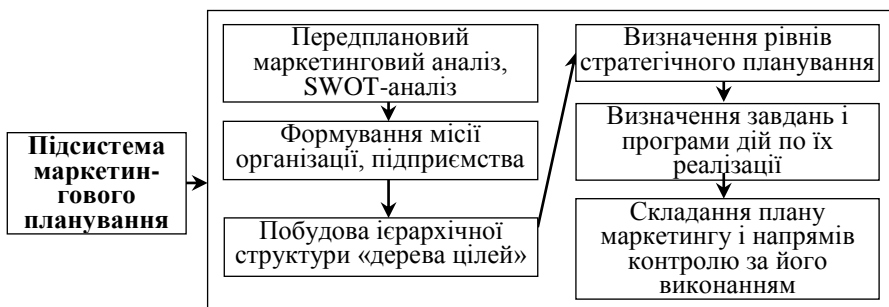 Підсистема
маркетин-
гового
планування
Передплановий
маркетинговий аналіз,
SWOT-аналіз
Формування місії
організації, підприємства
Побудова ієрархічної
структури «дерева цілей»
Визначення рівнів
стратегічного планування
Визначення завдань і
програми дій по їх
реалізації
Складання плану
маркетингу і напрямів
контролю за його
виконанням